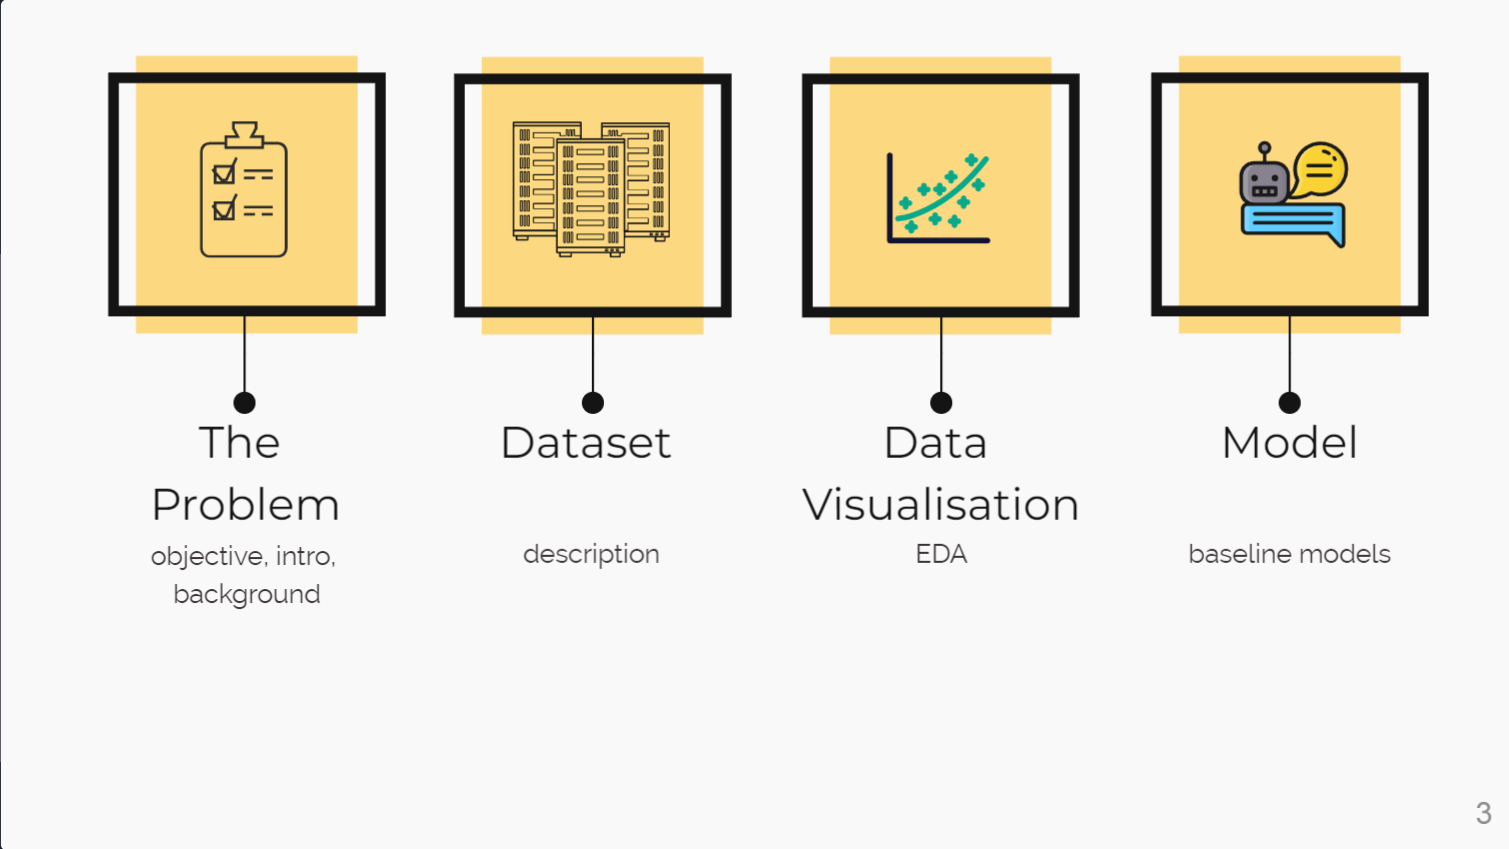 The
Problem
objective, intro,
background
Dataset
description
Data
Visualisation
EDA
Model
baseline models
3